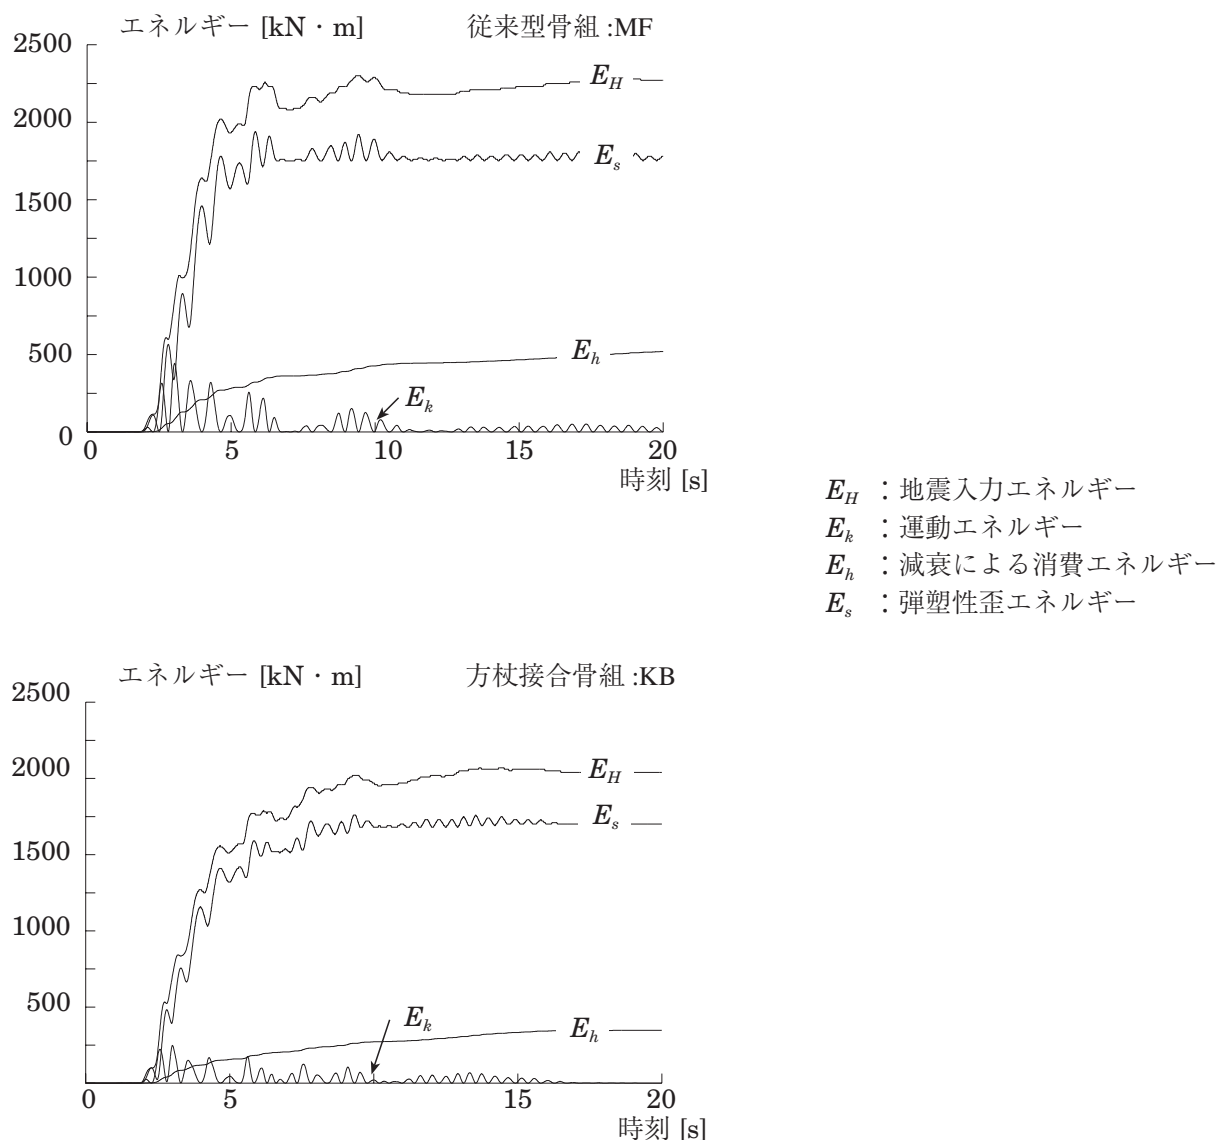 エネルギー [kN・m]
従来型骨組 :MF
2500
2000
1500
1000
500
0
E_H
E_s
E_h
E_k
0
5
10
15
20
時刻 [s]
E_H :地震入力エネルギー
E_k :運動エネルギー
E_h :減衰による消費エネルギー
E_s :弾塑性歪エネルギー
エネルギー [kN・m]
方杖接合骨組 :KB
2500
2000
1500
1000
500
E_H
E_s
E_k
E_h
0
5
15
20
時刻 [s]